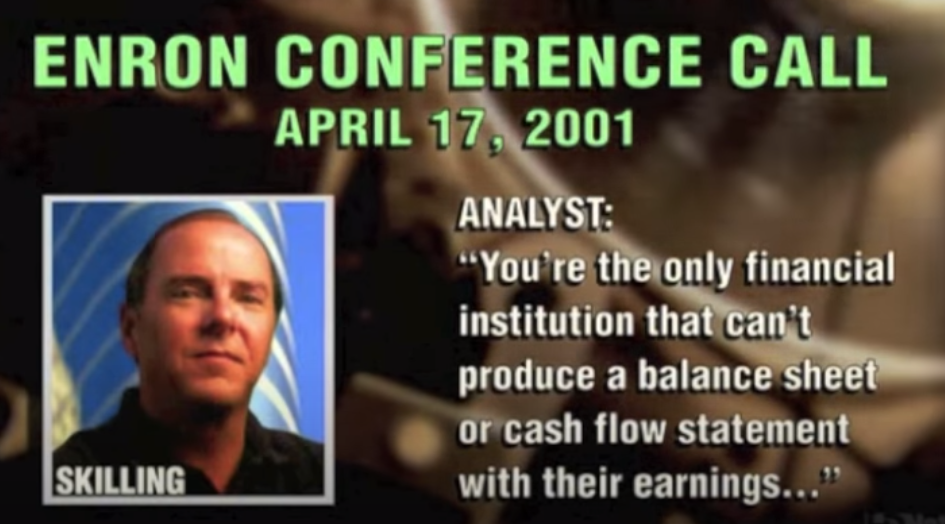 ENRON CONFERENCE CALL
APRIL 17, 2001
ANALYST:
“You’re the only financial
institution that can’t
produce a balance sheet
or cash flow statement
with their earnings...”
SKILLING